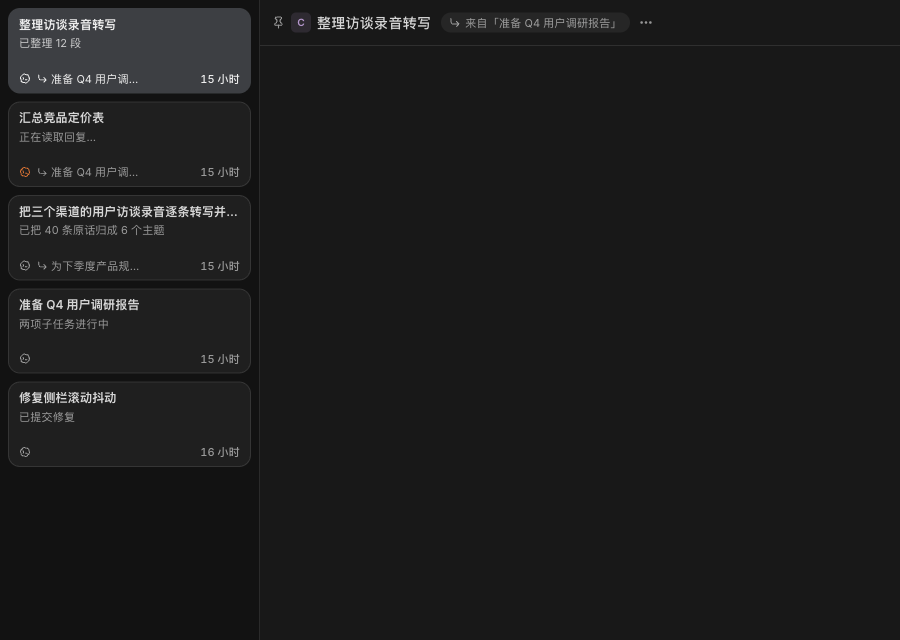 整理访谈录音转写
已整理 12 段
准备 Q4 用户调...
15 小时
汇总竞品定价表
正在读取回复...
准备 Q4 用户调...
15 小时
把三个渠道的用户访谈录音逐条转写并...
已把 40 条原话归成 6 个主题
为下季度产品规...
15 小时
准备 Q4 用户调研报告
两项子任务进行中
15 小时
修复侧栏滚动抖动
已提交修复
16 小时
C 整理访谈录音转写 来自「准备 Q4 用户调研报告」